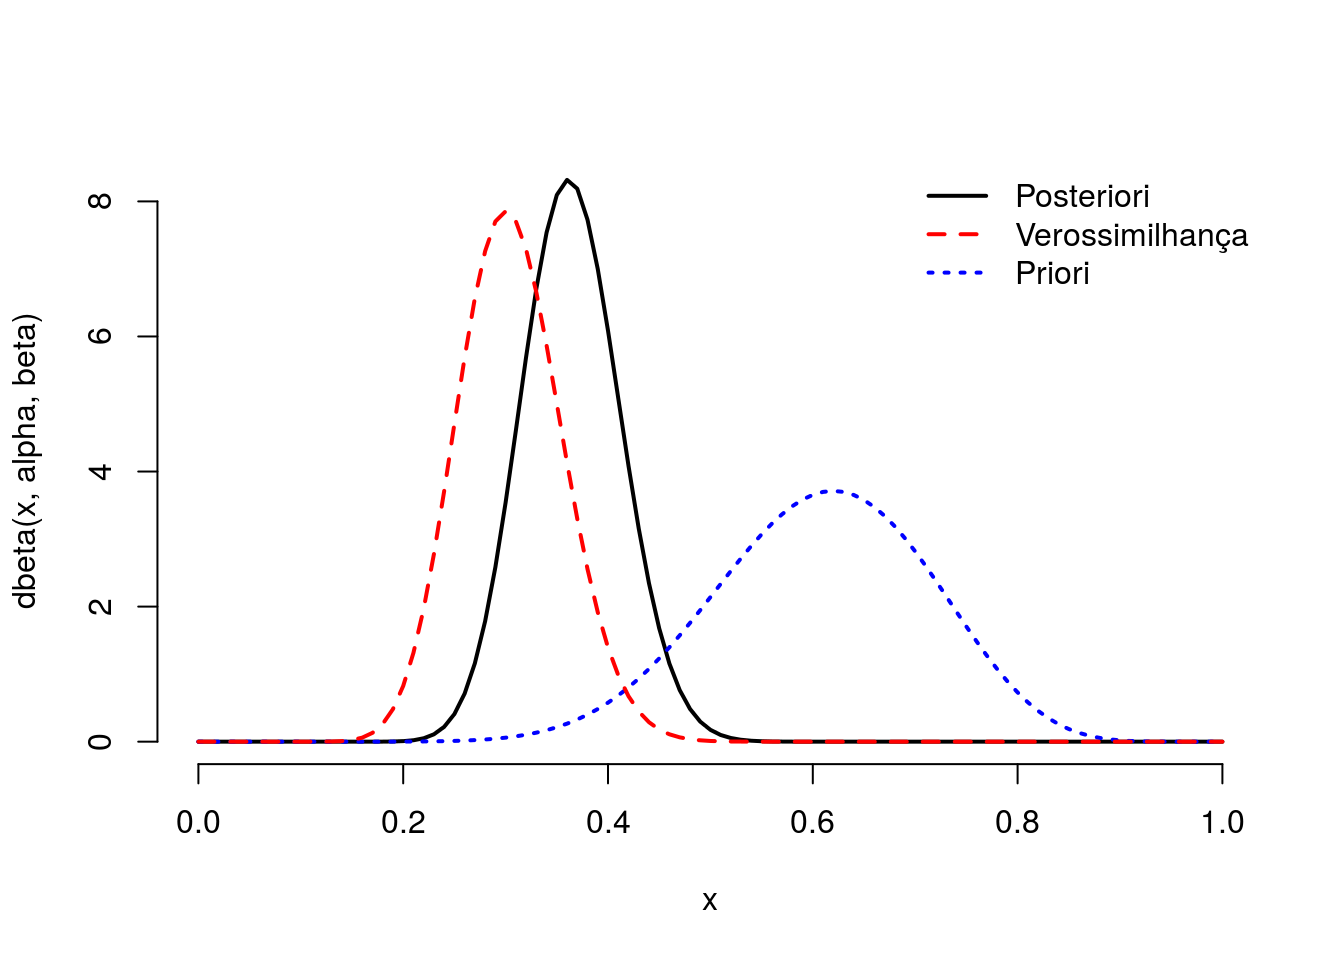 Posteriori
Verossimilhança
Priori
dbeta(x, alpha, beta)
8
6
4
2
0
0.0 0.2 0.4 0.6 0.8 1.0
x